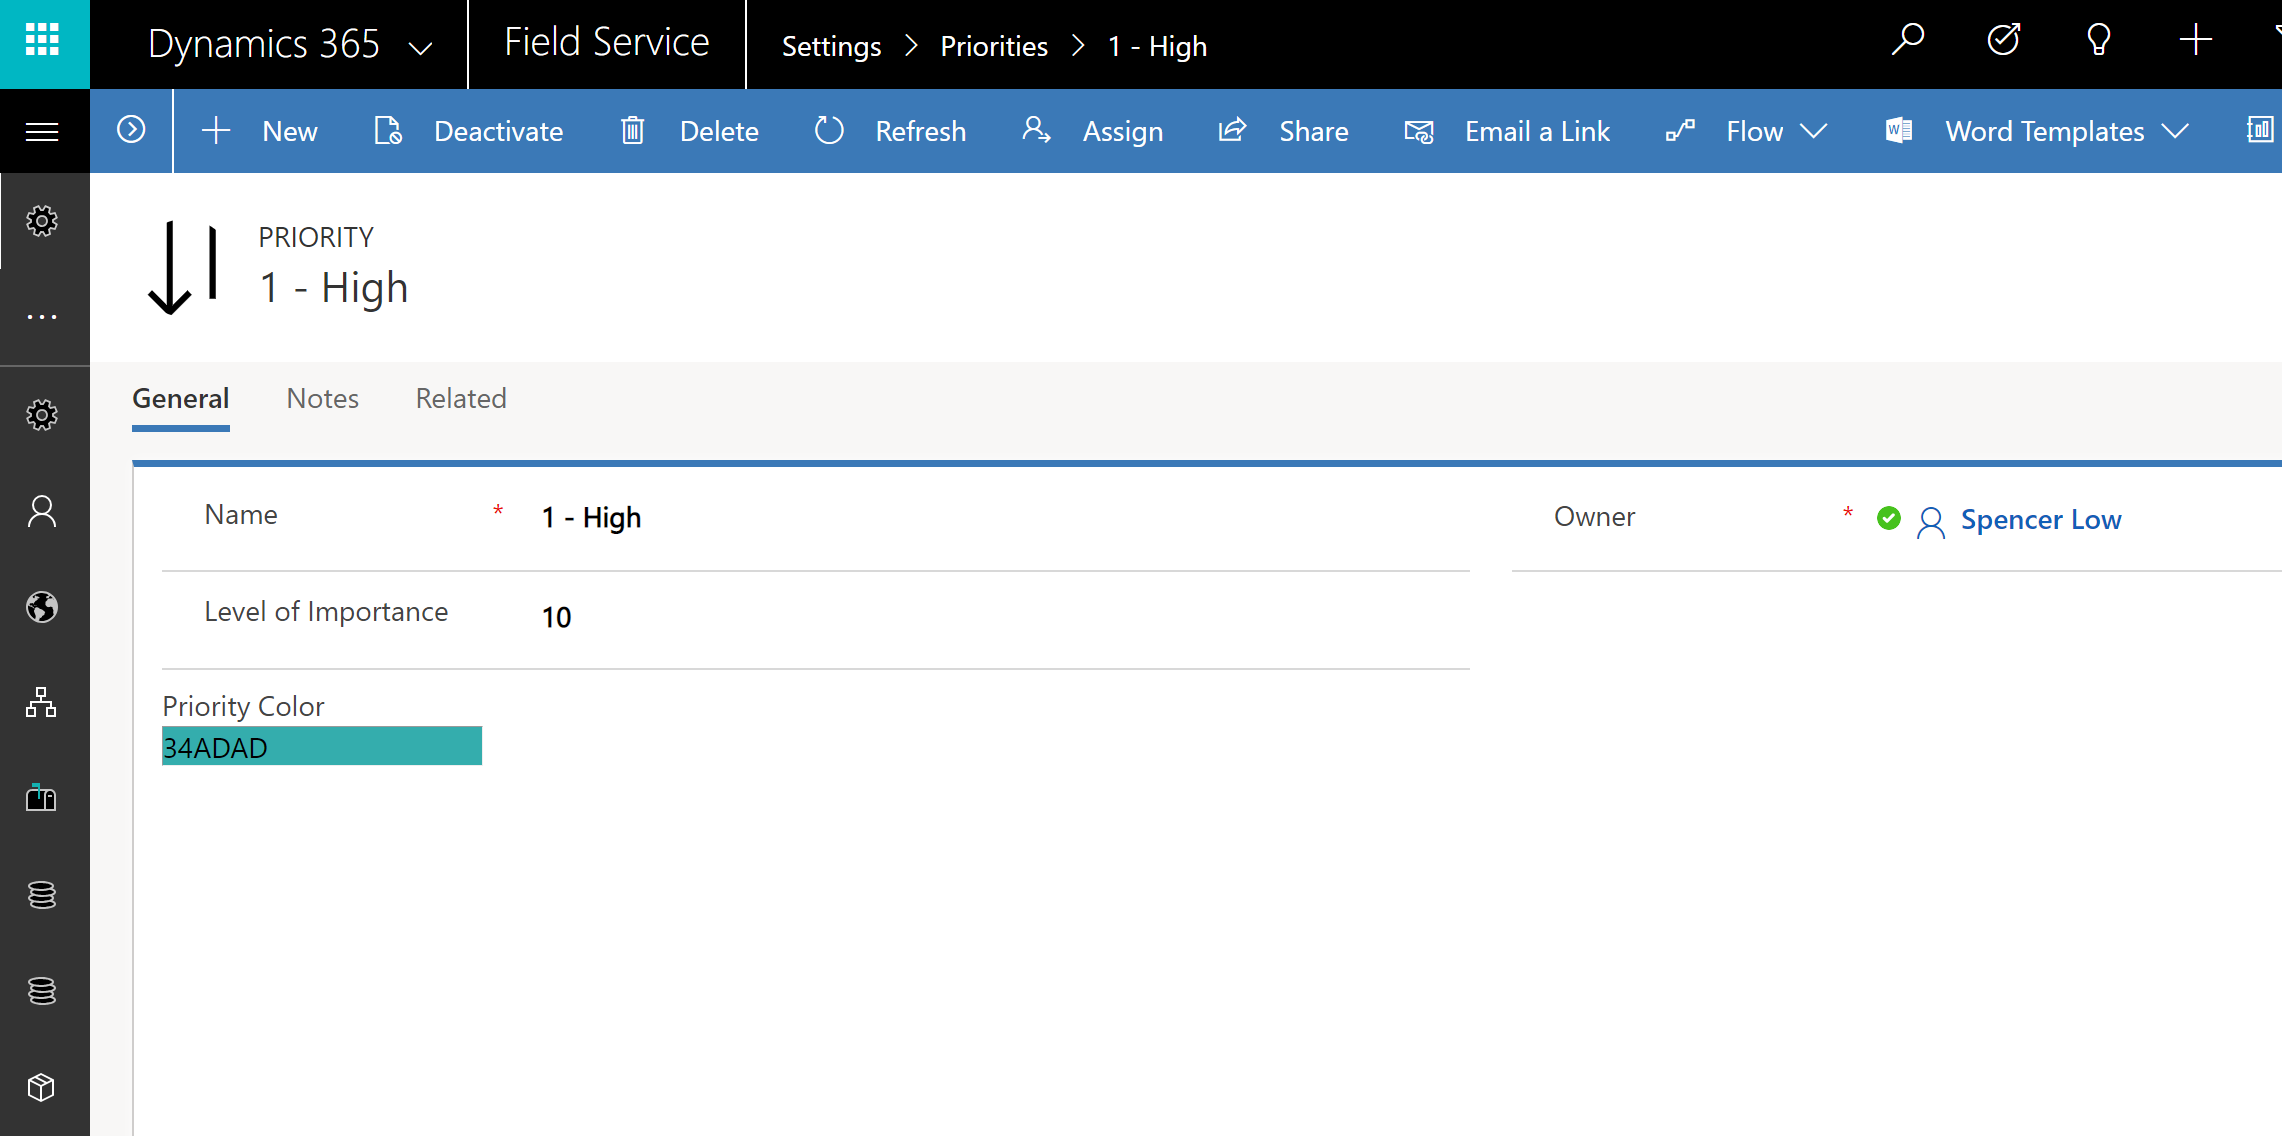 Dynamics 365
Field Service
Settings > Priorities > 1 - High
New
Deactivate
Delete
Refresh
Assign
Share
Email a Link
Flow
Word Templates
PRIORITY
1 - High
General
Notes
Related
Name * 1 - High
Owner * Spencer Low
Level of Importance 10
Priority Color
34ADAD